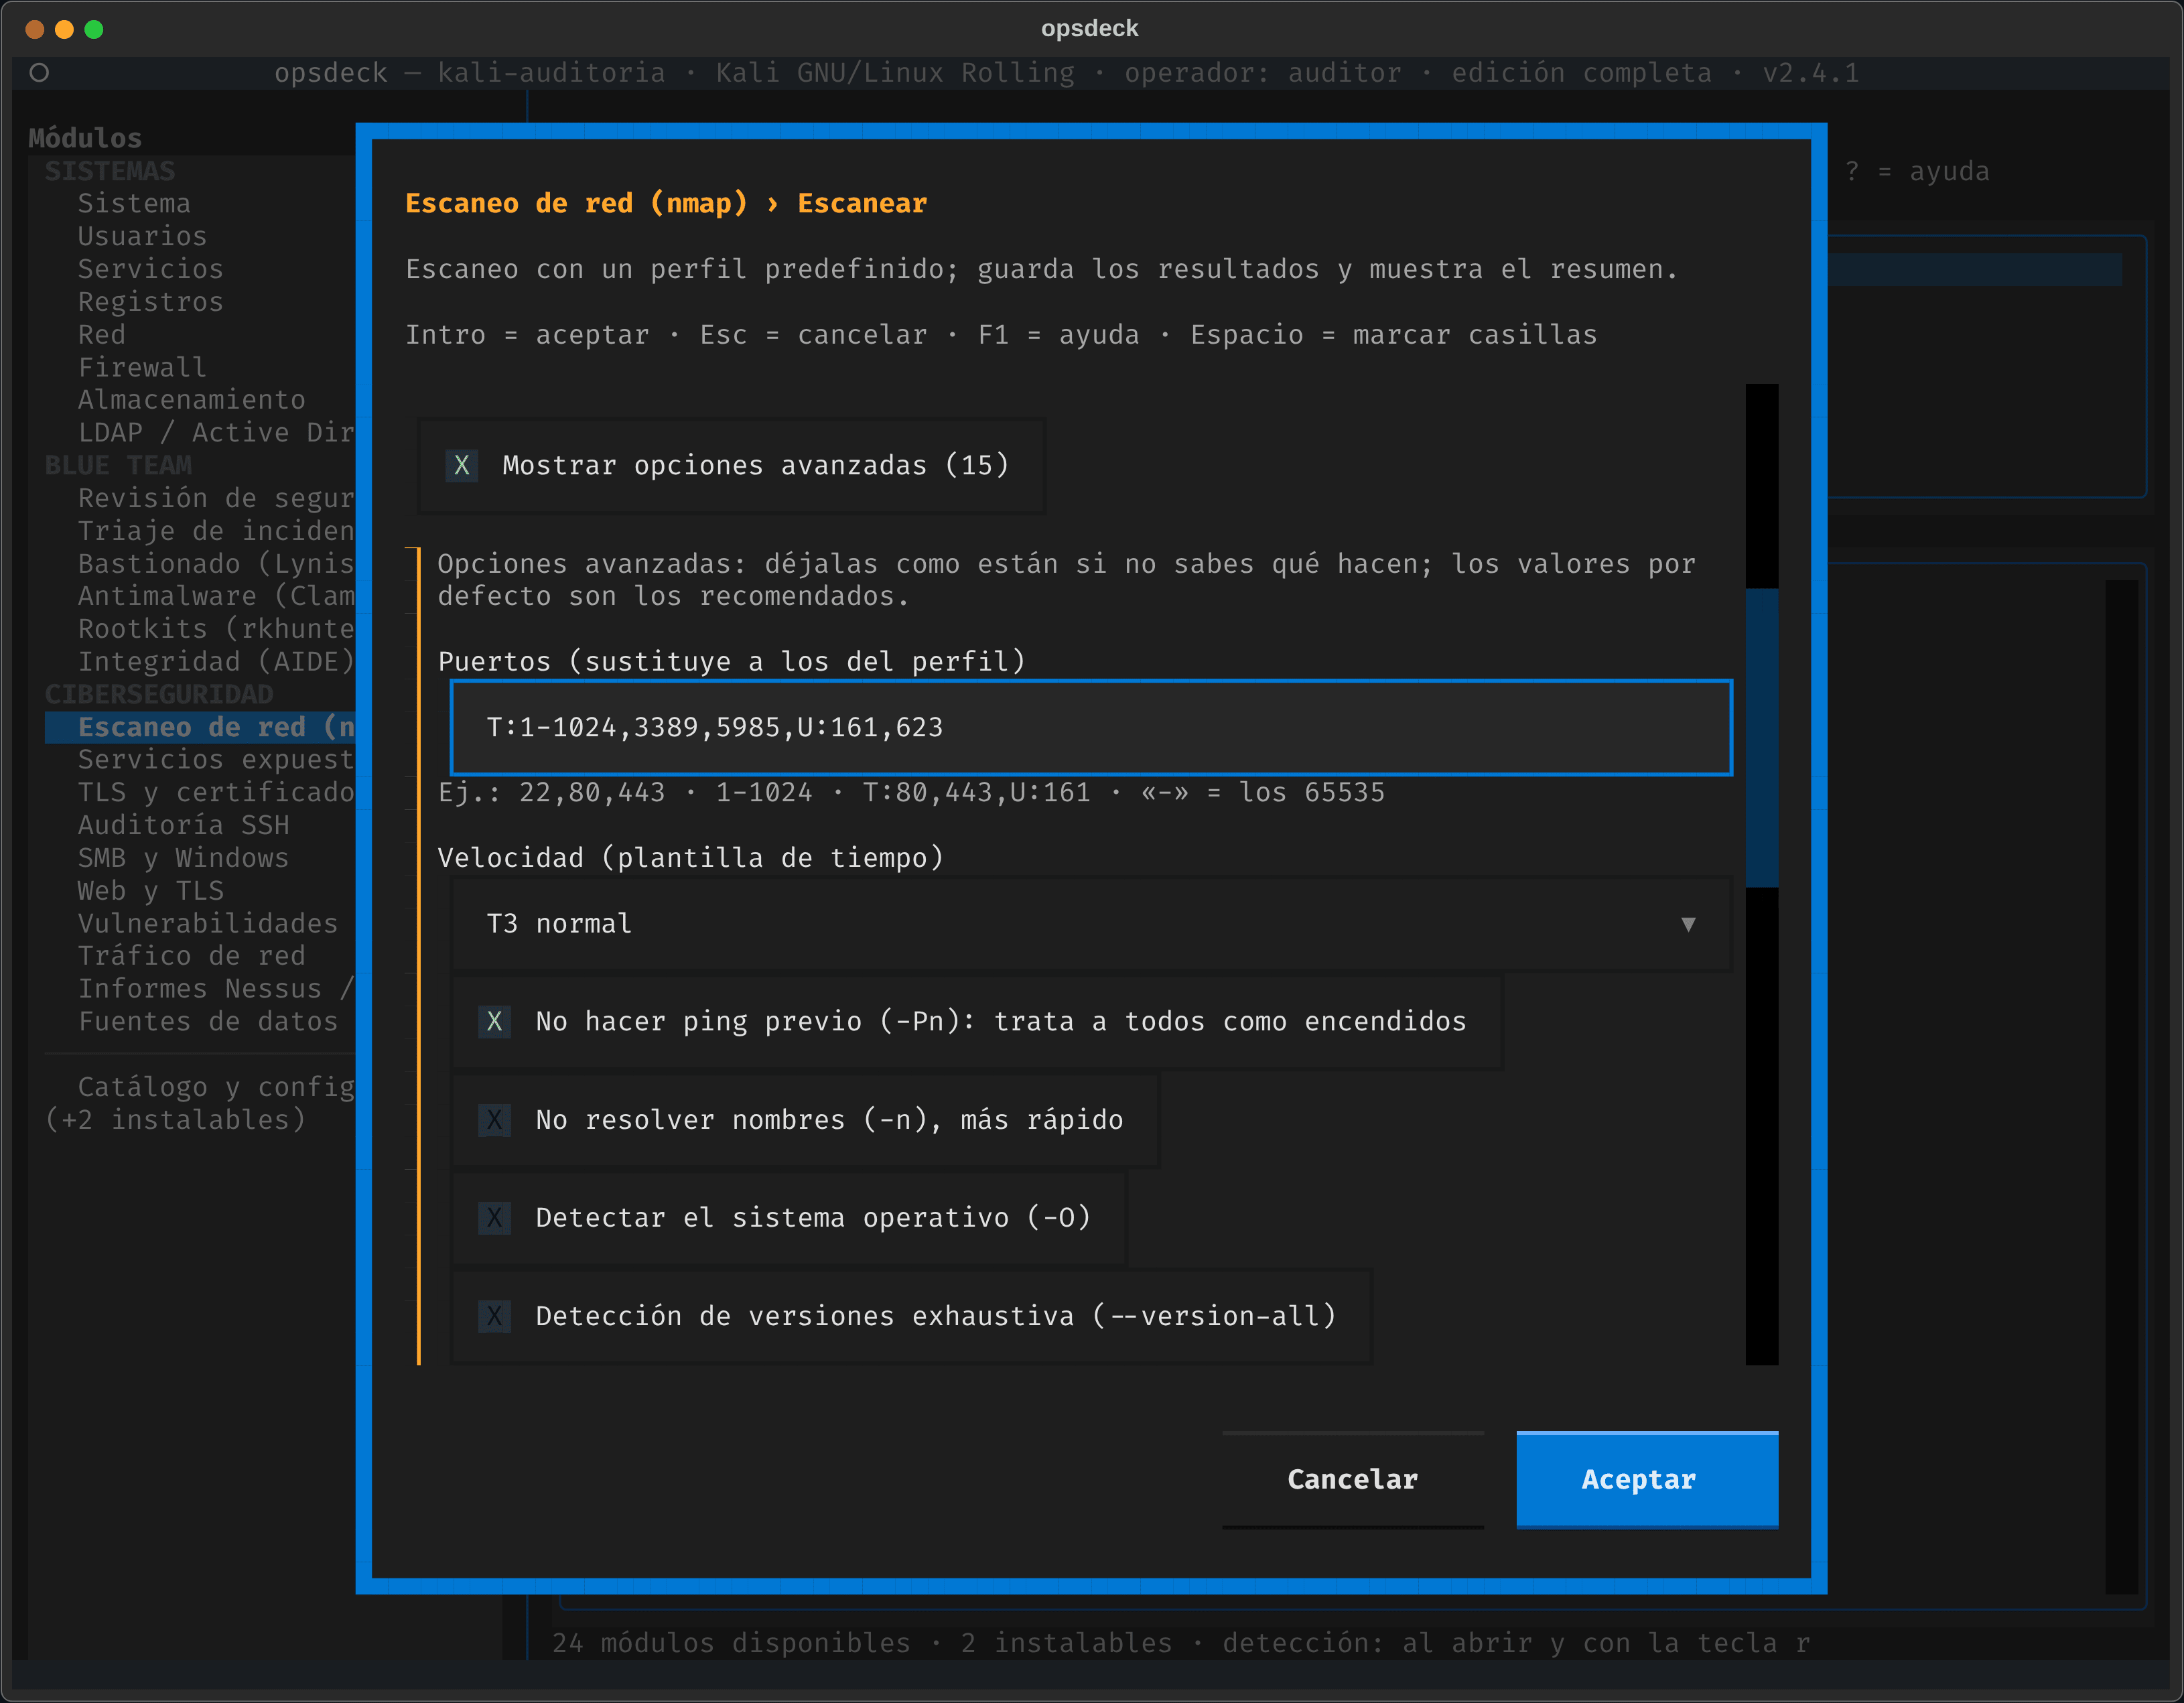 opsdeck
opsdeck — kali-auditoria · Kali GNU/Linux Rolling · operador: auditor · edición completa · v2.4.1
Módulos
SISTEMAS
Sistema
Usuarios
Servicios
Registros
Red
Firewall
Almacenamiento
LDAP / Active Dir
BLUE TEAM
Revisión de segur
Triaje de inciden
Bastionado (Lynis
Antimalware (Clam
Rootkits (rkhunte
Integridad (AIDE)
CIBERSEGURIDAD
Escaneo de red (n
Servicios expuest
TLS y certificado
Auditoría SSH
SMB y Windows
Web y TLS
Vulnerabilidades
Tráfico de red
Informes Nessus /
Fuentes de datos
Catálogo y config
(+2 instalables)
? = ayuda
Escaneo de red (nmap) › Escanear
Escaneo con un perfil predefinido; guarda los resultados y muestra el resumen.
Intro = aceptar · Esc = cancelar · F1 = ayuda · Espacio = marcar casillas
X Mostrar opciones avanzadas (15)
Opciones avanzadas: déjalas como están si no sabes qué hacen; los valores por
defecto son los recomendados.
Puertos (sustituye a los del perfil)
T:1-1024,3389,5985,U:161,623
Ej.: 22,80,443 · 1-1024 · T:80,443,U:161 · «-» = los 65535
Velocidad (plantilla de tiempo)
T3 normal ▼
X No hacer ping previo (-Pn): trata a todos como encendidos
X No resolver nombres (-n), más rápido
X Detectar el sistema operativo (-O)
X Detección de versiones exhaustiva (--version-all)
Cancelar
Aceptar
24 módulos disponibles · 2 instalables · detección: al abrir y con la tecla r